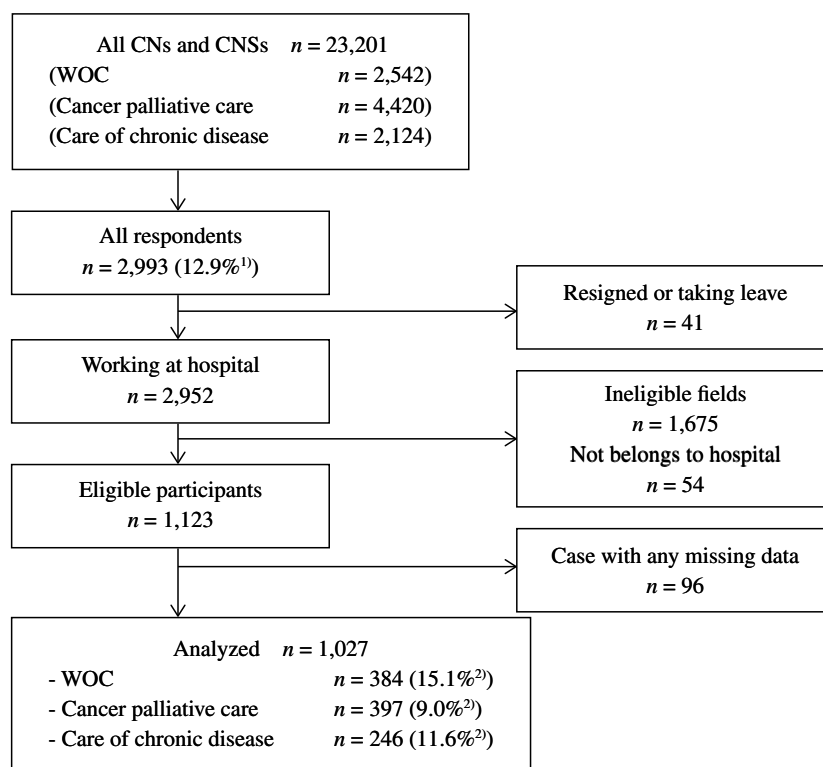 All CNs and CNSs n = 23,201
(WOC n = 2,542)
(Cancer palliative care n = 4,420)
(Care of chronic disease n = 2,124)
All respondents
n = 2,993 (12.9%1))
Resigned or taking leave
n = 41
Working at hospital
n = 2,952
Ineligible fields
n = 1,675
Not belongs to hospital
n = 54
Eligible participants
n = 1,123
Case with any missing data
n = 96
Analyzed n = 1,027
- WOC n = 384 (15.1%2))
- Cancer palliative care n = 397 (9.0%2))
- Care of chronic disease n = 246 (11.6%2))